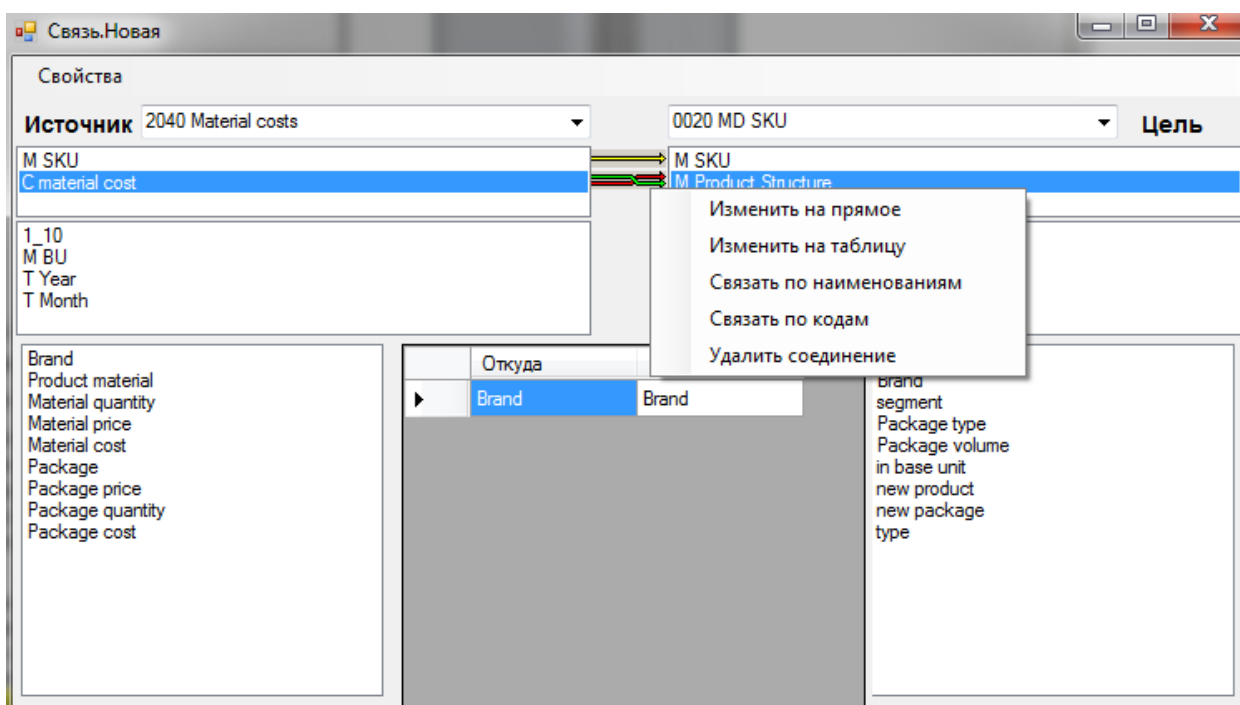 Связь.Новая
Свойства
Источник 2040 Material costs 0020 MD SKU Цель
M SKU
C material cost
M SKU
M Product Structure
1_10
M BU
T Year
T Month
Изменить на прямое
Изменить на таблицу
Связать по наименованиям
Связать по кодам
Удалить соединение
Brand
Product material
Material quantity
Material price
Material cost
Package
Package price
Package quantity
Package cost
Откуда
Brand Brand
Brand
segment
Package type
Package volume
in base unit
new product
new package
type